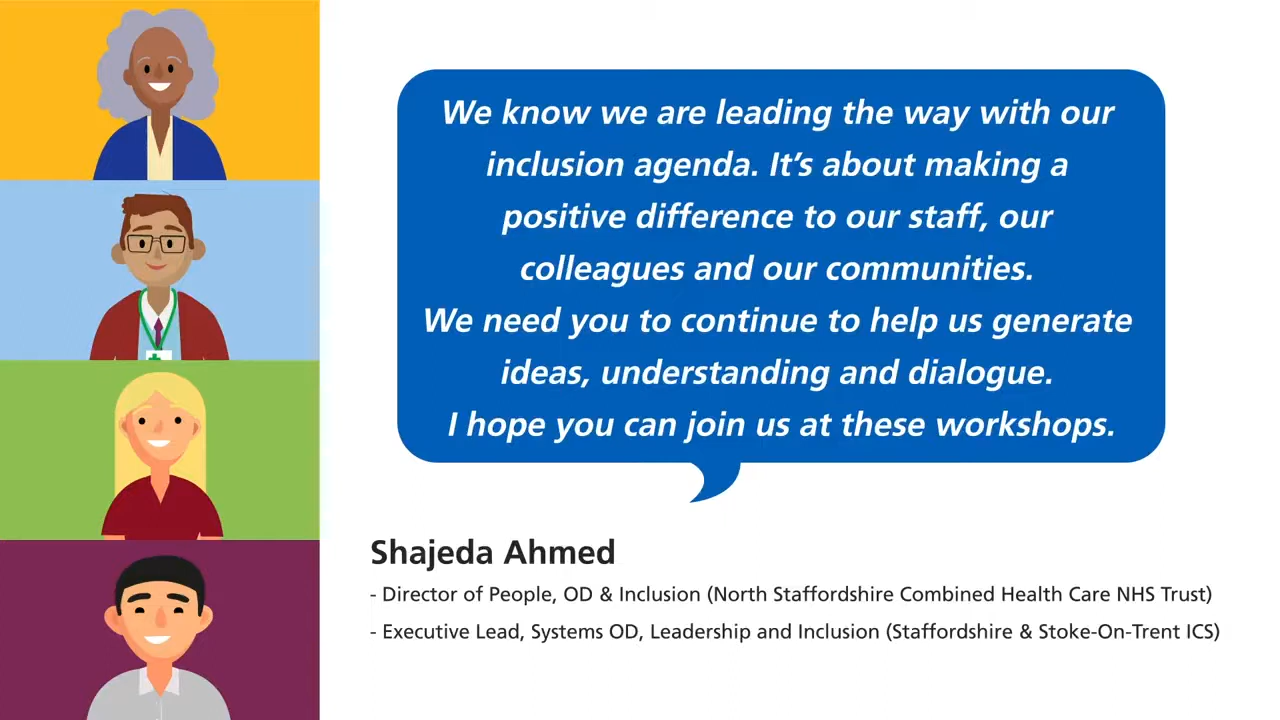 We know we are leading the way with our
inclusion agenda. It’s about making a
positive difference to our staff, our
colleagues and our communities.
We need you to continue to help us generate
ideas, understanding and dialogue.
I hope you can join us at these workshops.
Shajeda Ahmed
- Director of People, OD & Inclusion (North Staffordshire Combined Health Care NHS Trust)
- Executive Lead, Systems OD, Leadership and Inclusion (Staffordshire & Stoke-On-Trent ICS)